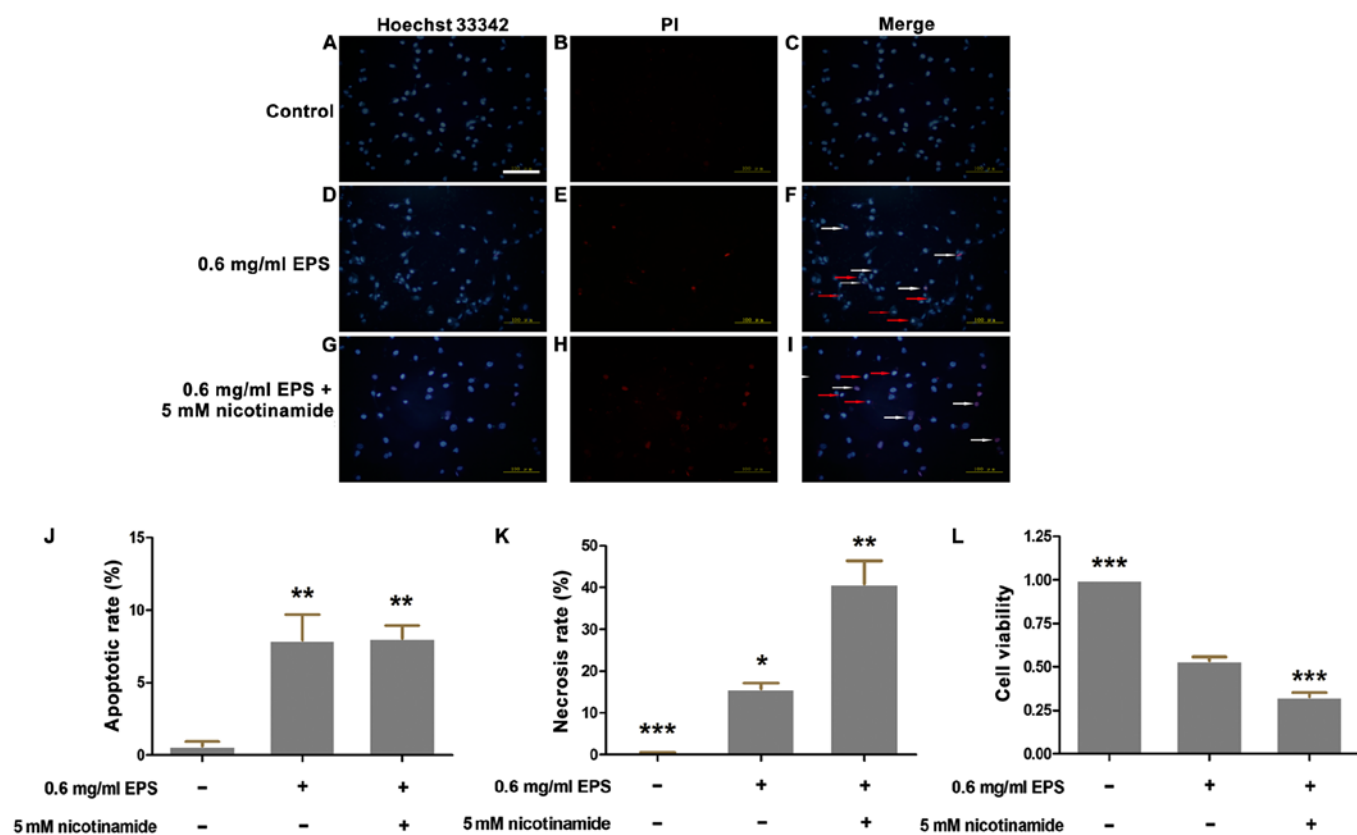 Hoechst 33342 PI Merge
A B C
Control
D E F
0.6 mg/ml EPS
100 μm
G H I
0.6 mg/ml EPS +
5 mM nicotinamide
J
Apoptotic rate (%)
15
10
5
0
** **
0.6 mg/ml EPS - + +
5 mM nicotinamide - - +
K
Necrosis rate (%)
50
40
30
20
10
0
*** * **
0.6 mg/ml EPS - + +
5 mM nicotinamide - - +
L
Cell viability
1.25
1.00
0.75
0.50
0.25
0.00
*** ***
0.6 mg/ml EPS - + +
5 mM nicotinamide - - +